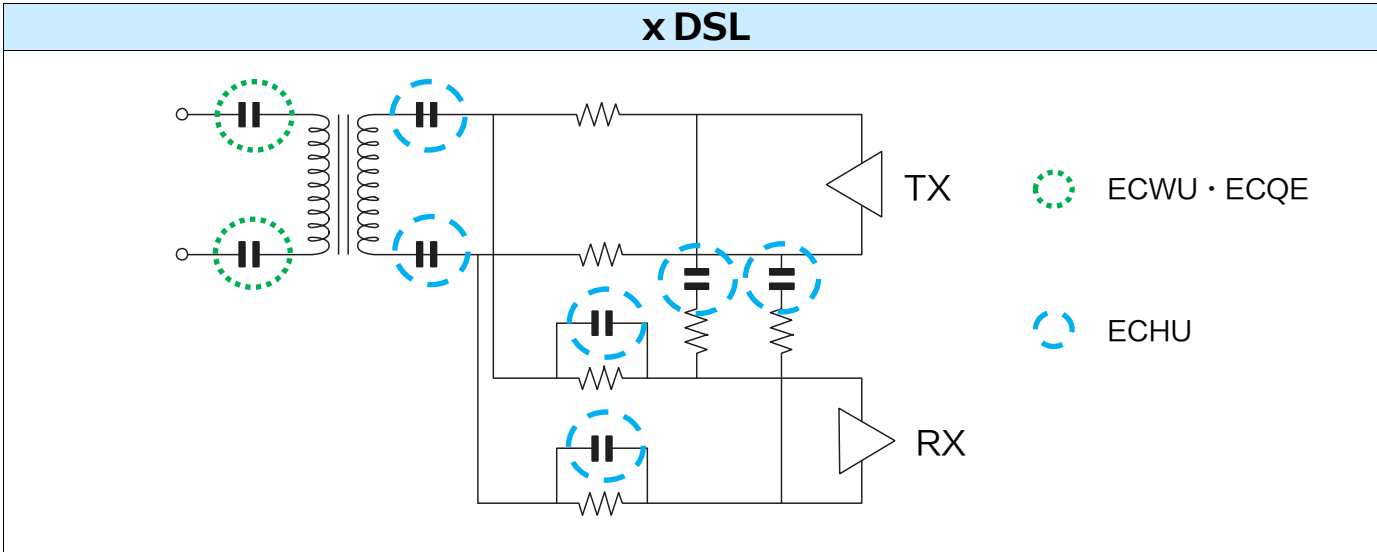 x DSL
TX
ECWU・ECQE
ECHU
RX